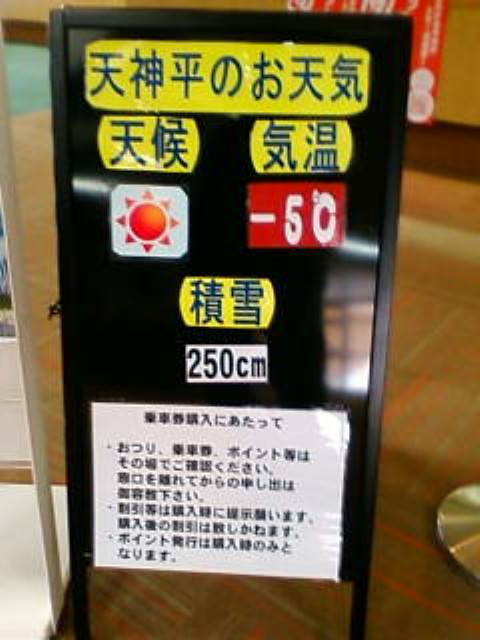 天神平のお天気
天候
気温
-5℃
積雪
250cm
乗車券購入にあたって
・おつり、乗車券、ポイント等は
その場でご確認ください。
窓口を離れてからの申し出は
御容赦下さい。
・割引等は購入時に提示願います。
購入後の割引は致しかねます。
・ポイント発行は購入時のみと
なります。